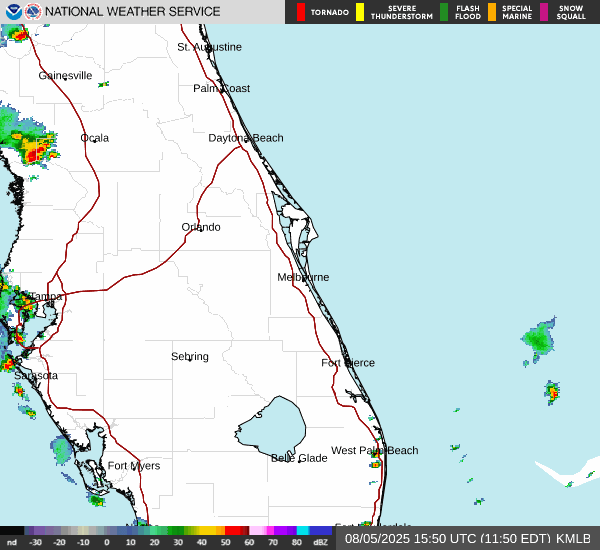 NATIONAL WEATHER SERVICE
TORNADO
SEVERE THUNDERSTORM
FLASH FLOOD
SPECIAL MARINE
SNOW SQUALL
St. Augustine
Gainesville
Palm Coast
Ocala
Daytona Beach
Orlando
Melbourne
Tampa
Sebring
Fort Pierce
Sarasota
West Palm Beach
Belle Glade
Fort Myers
nd -30 -20 -10 0 10 20 30 40 50 60 70 80 dBZ
08/05/2025 15:50 UTC (11:50 EDT) KMLB